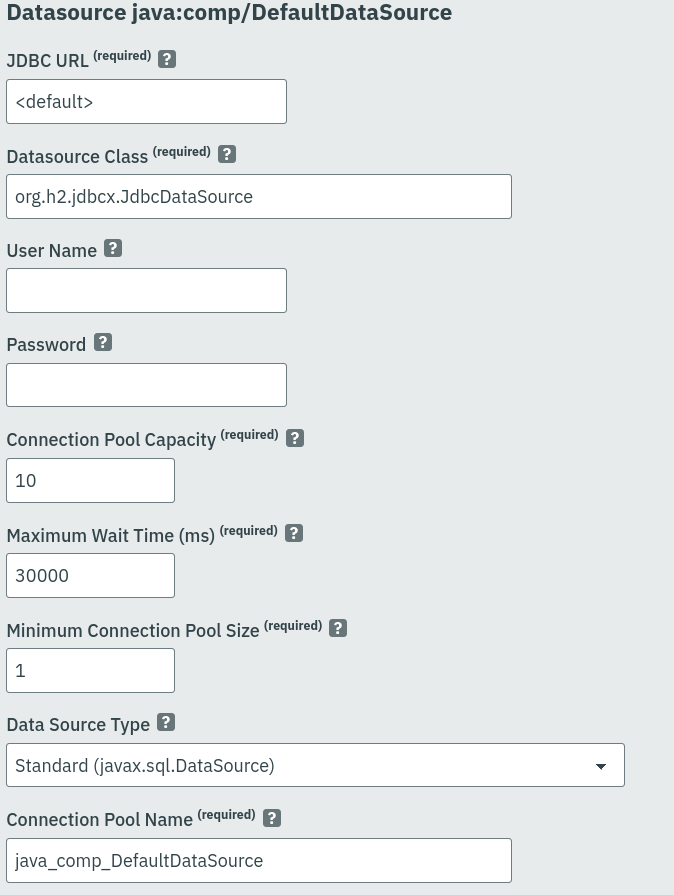 Datasource java:comp/DefaultDataSource
JDBC URL (required) ?
<default>
Datasource Class (required) ?
org.h2.jdbcx.JdbcDataSource
User Name ?
Password ?
Connection Pool Capacity (required) ?
10
Maximum Wait Time (ms) (required) ?
30000
Minimum Connection Pool Size (required) ?
1
Data Source Type ?
Standard (javax.sql.DataSource)
Connection Pool Name (required) ?
java_comp_DefaultDataSource